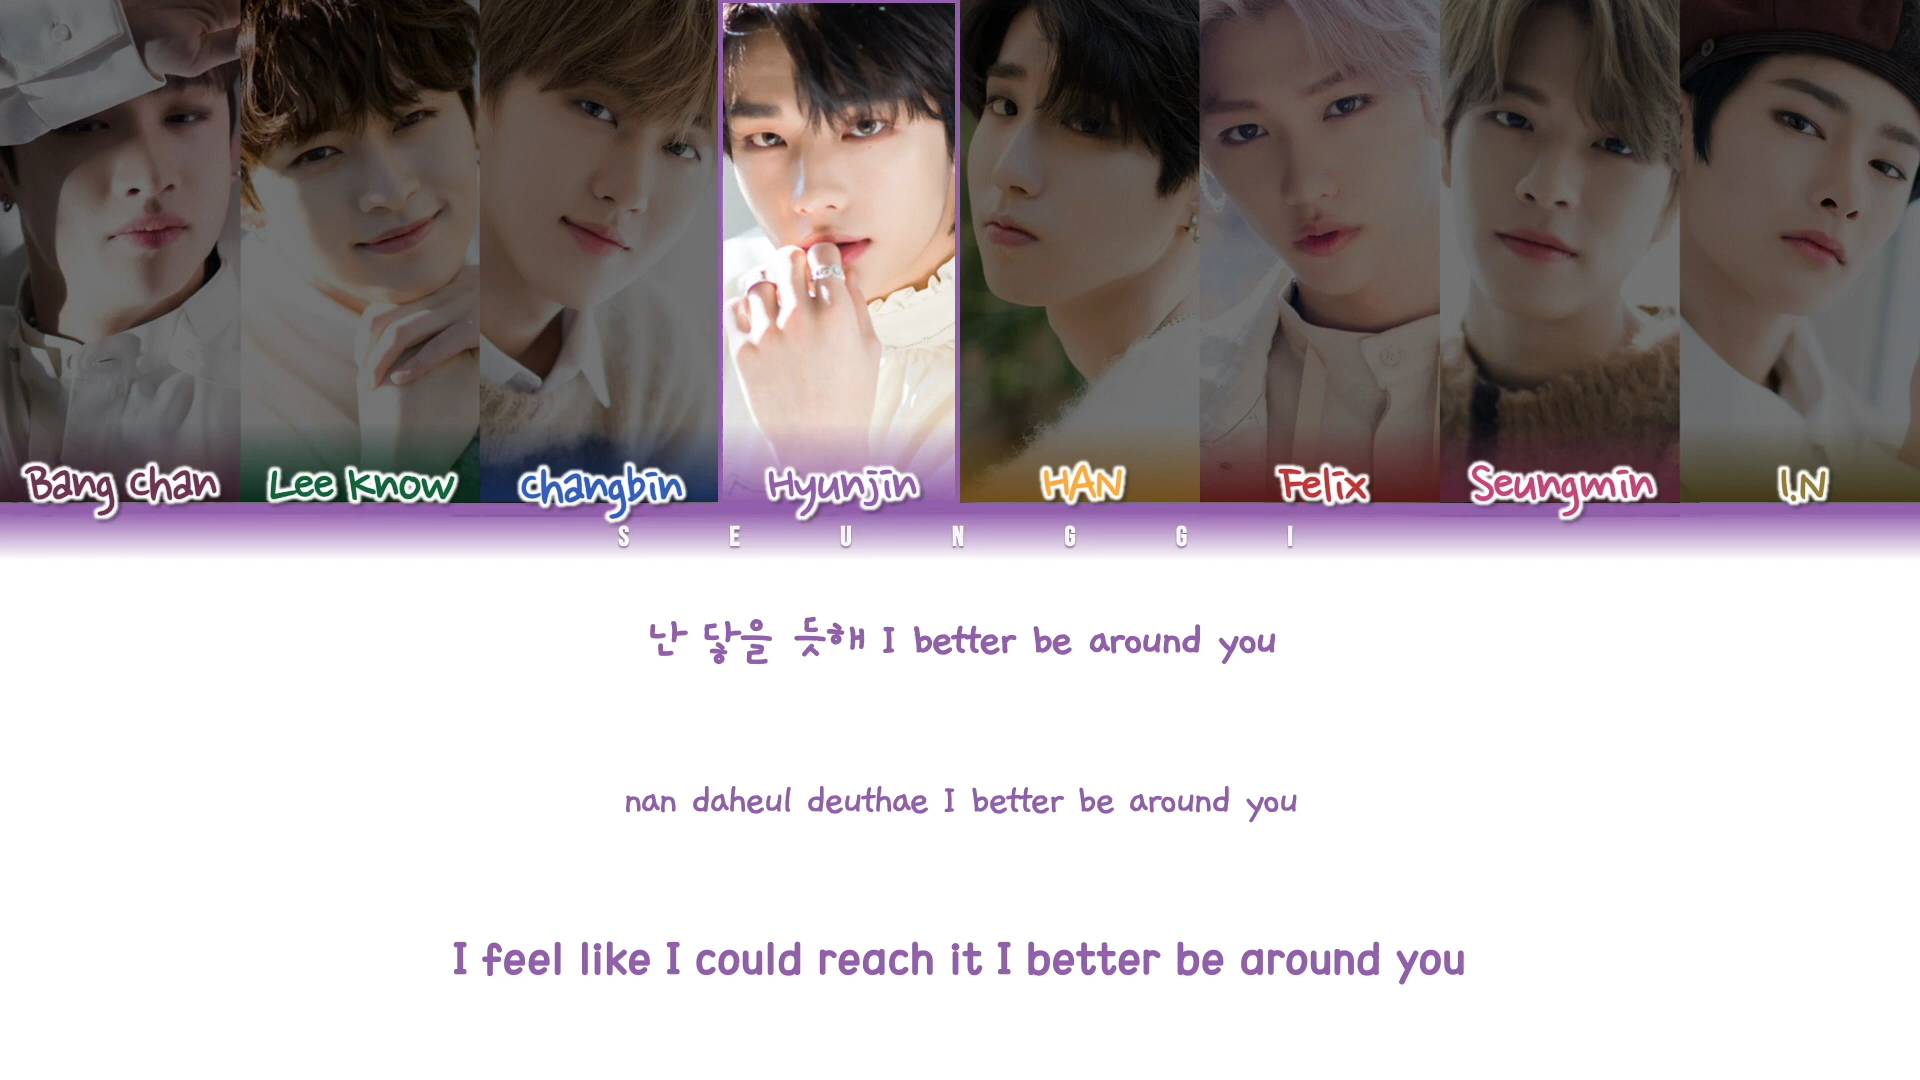 Bang Chan Lee Know Changbin Hyunjin HAN Felix Seungmin I.N
SEUNGGI
난 닿을 듯해 I better be around you
nan daheul deuthae I better be around you
I feel like I could reach it I better be around you